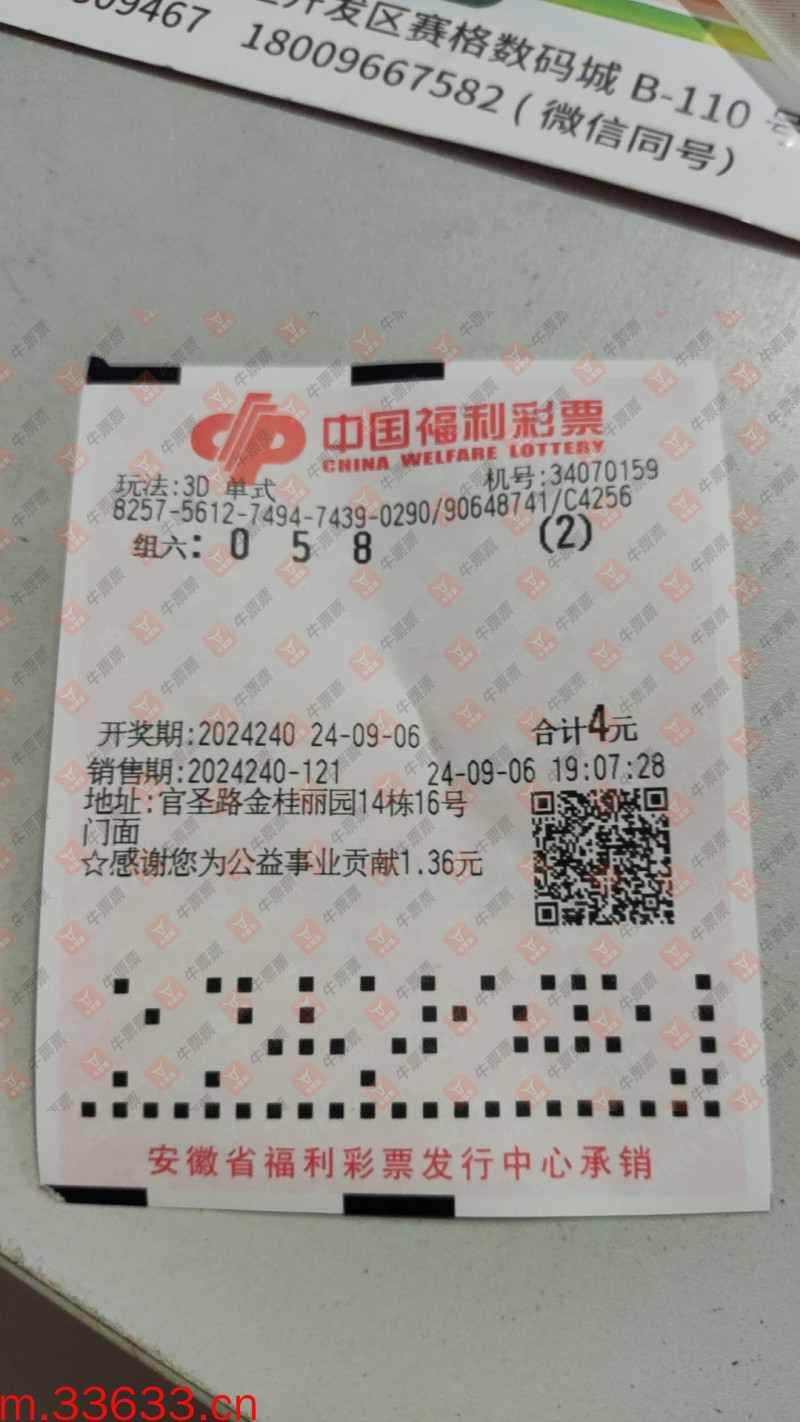 开发区赛格数码城 B-110 号
309467 18009667582 (微信同号)
中国福利彩票
CHINA WELFARE LOTTERY
玩法:3D 单式 机号:34070159
8257-5612-7494-7439-0290/90648741/C4256
组六: 0 5 8 (2)
开奖期:2024240 24-09-06 合计4元
销售期:2024240-121 24-09-06 19:07:28
地址:官圣路金桂丽园14栋16号
门面
☆感谢您为公益事业贡献1.36元
安徽省福利彩票发行中心承销
牛票票
m.33633.cn